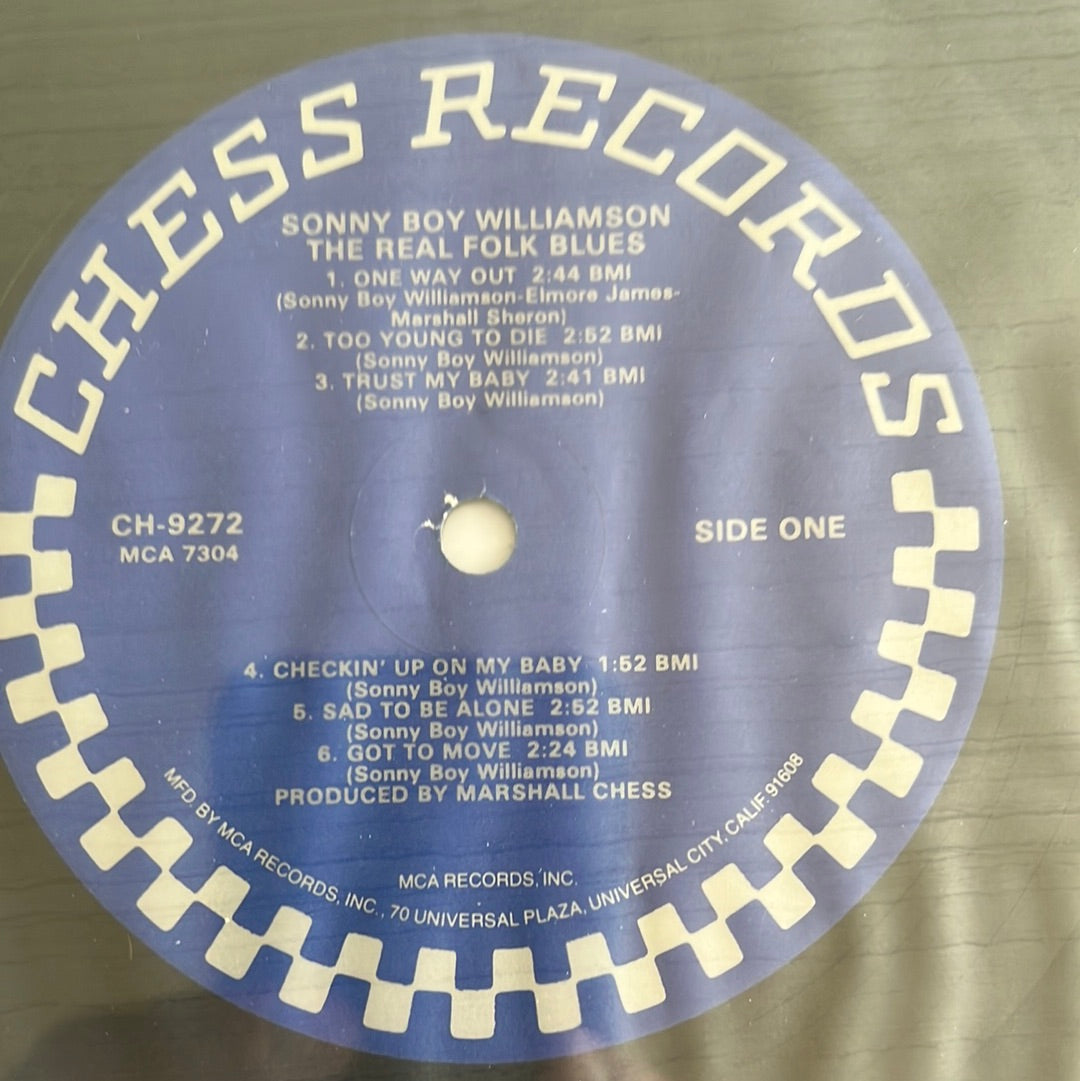 CHESS RECORDS
SONNY BOY WILLIAMSON
THE REAL FOLK BLUES
1. ONE WAY OUT 2:44 BMI
(Sonny Boy Williamson-Elmore James-
Marshall Sheron)
2. TOO YOUNG TO DIE 2:52 BMI
(Sonny Boy Williamson)
3. TRUST MY BABY 2:41 BMI
(Sonny Boy Williamson)
CH-9272
MCA 7304
SIDE ONE
4. CHECKIN' UP ON MY BABY 1:52 BMI
(Sonny Boy Williamson)
5. SAD TO BE ALONE 2:52 BMI
(Sonny Boy Williamson)
6. GOT TO MOVE 2:24 BMI
(Sonny Boy Williamson)
PRODUCED BY MARSHALL CHESS
MCA RECORDS, INC.
MFD. BY MCA RECORDS, INC., 70 UNIVERSAL PLAZA, UNIVERSAL CITY, CALIF. 91608